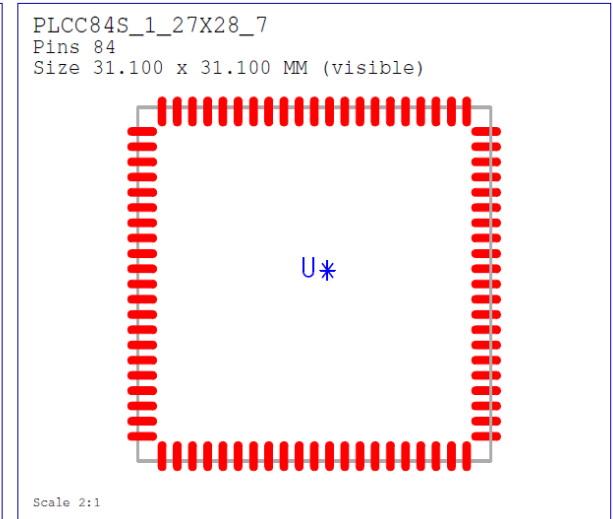 PLCC84S_1_27X28_7
Pins 84
Size 31.100 x 31.100 MM (visible)
U*
Scale 2:1